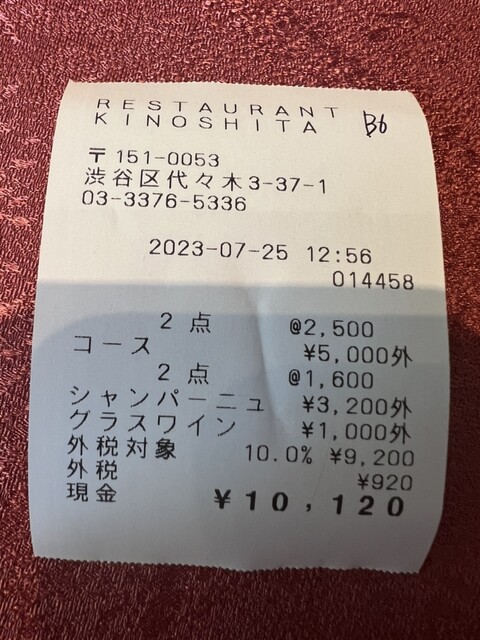 RESTAURANT
KINOSHITA B6
〒151-0053
渋谷区代々木3-37-1
03-3376-5336
2023-07-25 12:56
014458
2点 @2,500
コース ¥5,000外
2点 @1,600
シャンパーニュ ¥3,200外
グラスワイン ¥1,000外
外税対象 10.0% ¥9,200
外税 ¥920
現金 ¥10,120